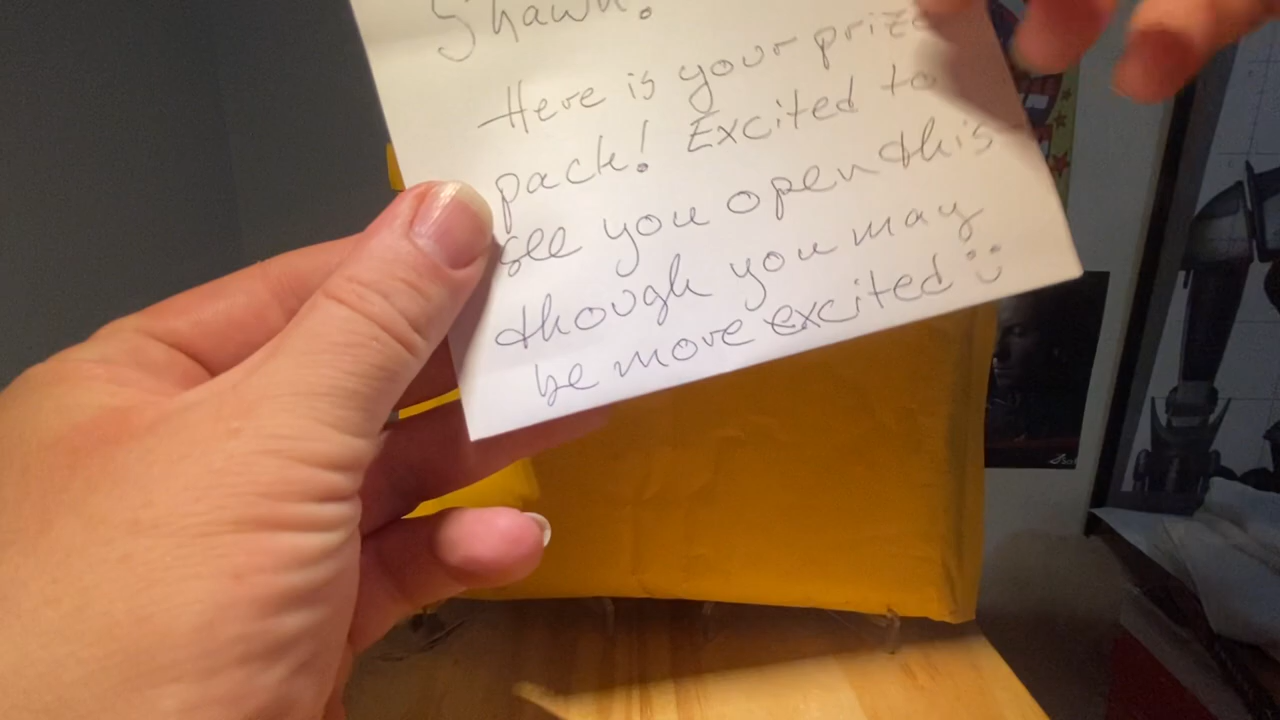 Shawn!
Here is your prize
pack! Excited to
see you open this
though you may
be more excited :)